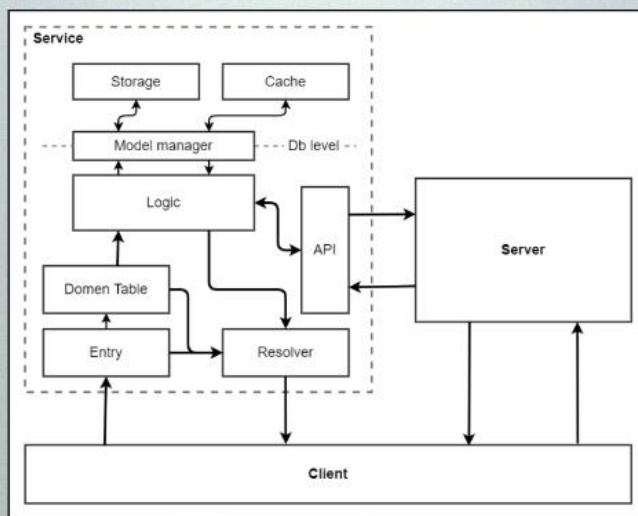 Service
Storage
Cache
Model manager
Db level
Logic
API
Server
Domen Table
Entry
Resolver
Client